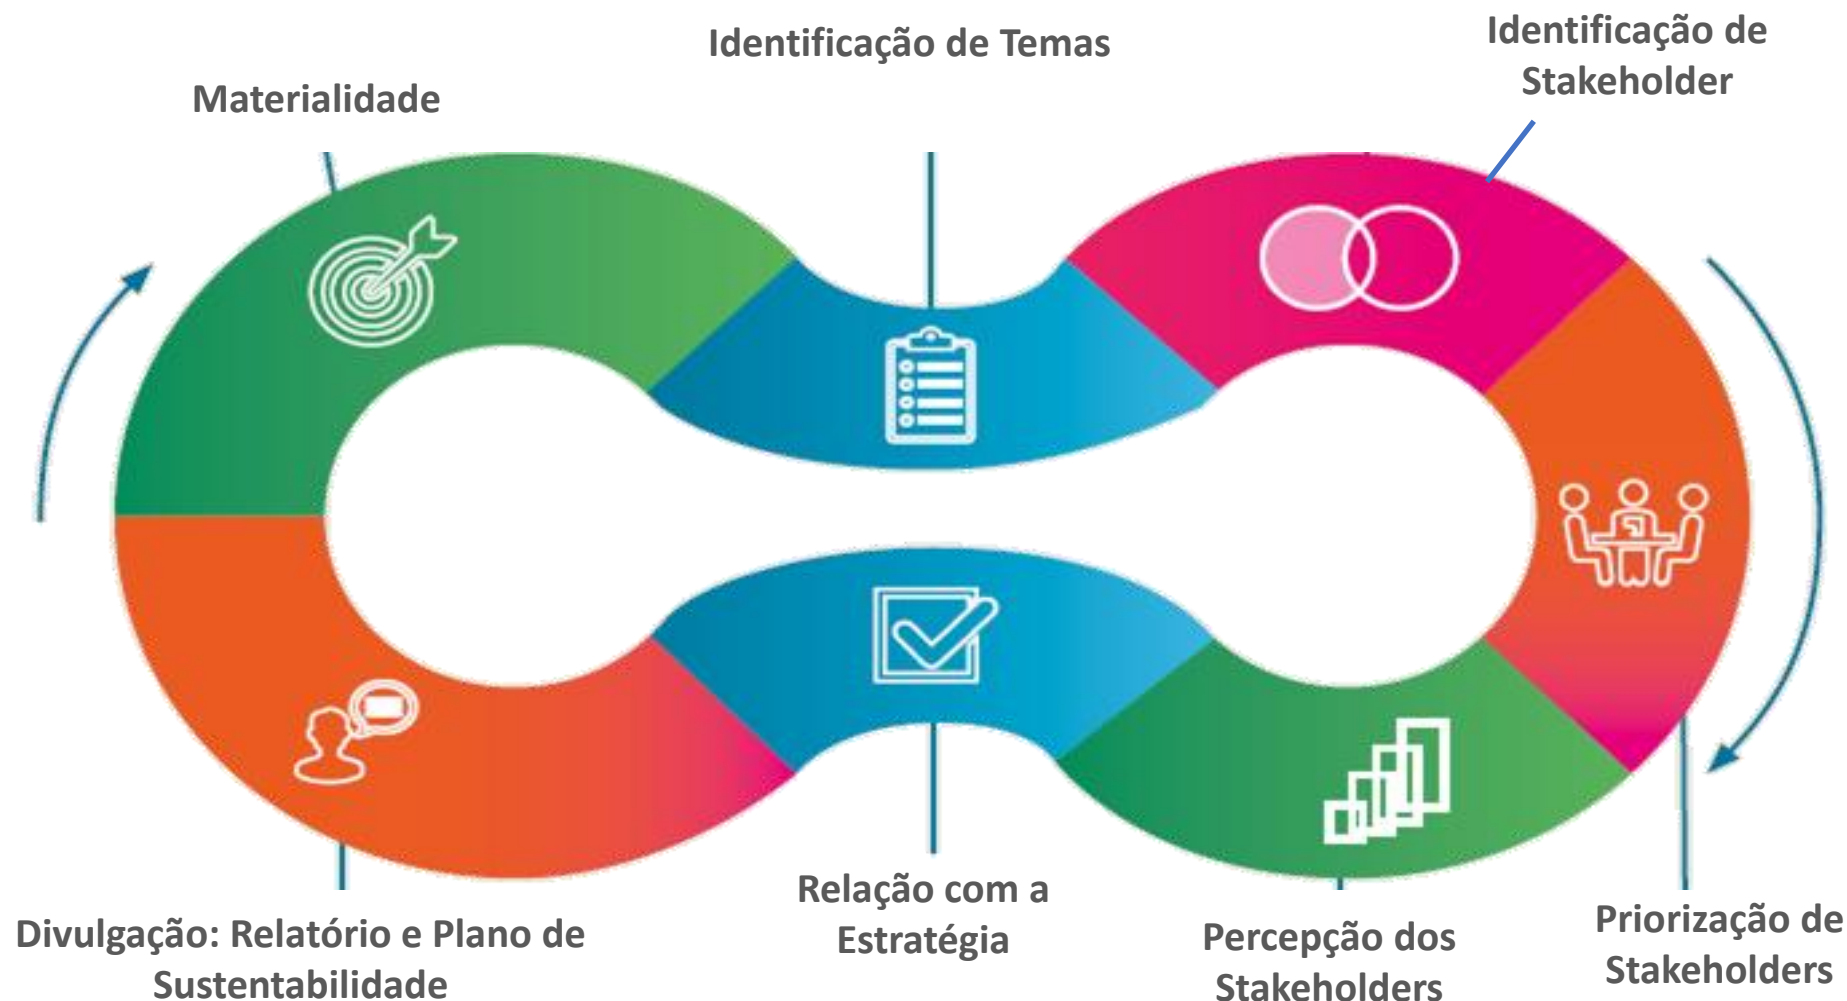 Identificação de Temas
Identificação de
Stakeholder
Materialidade
Relação com a
Estratégia
Divulgação: Relatório e Plano de
Sustentabilidade
Percepção dos
Stakeholders
Priorização de
Stakeholders